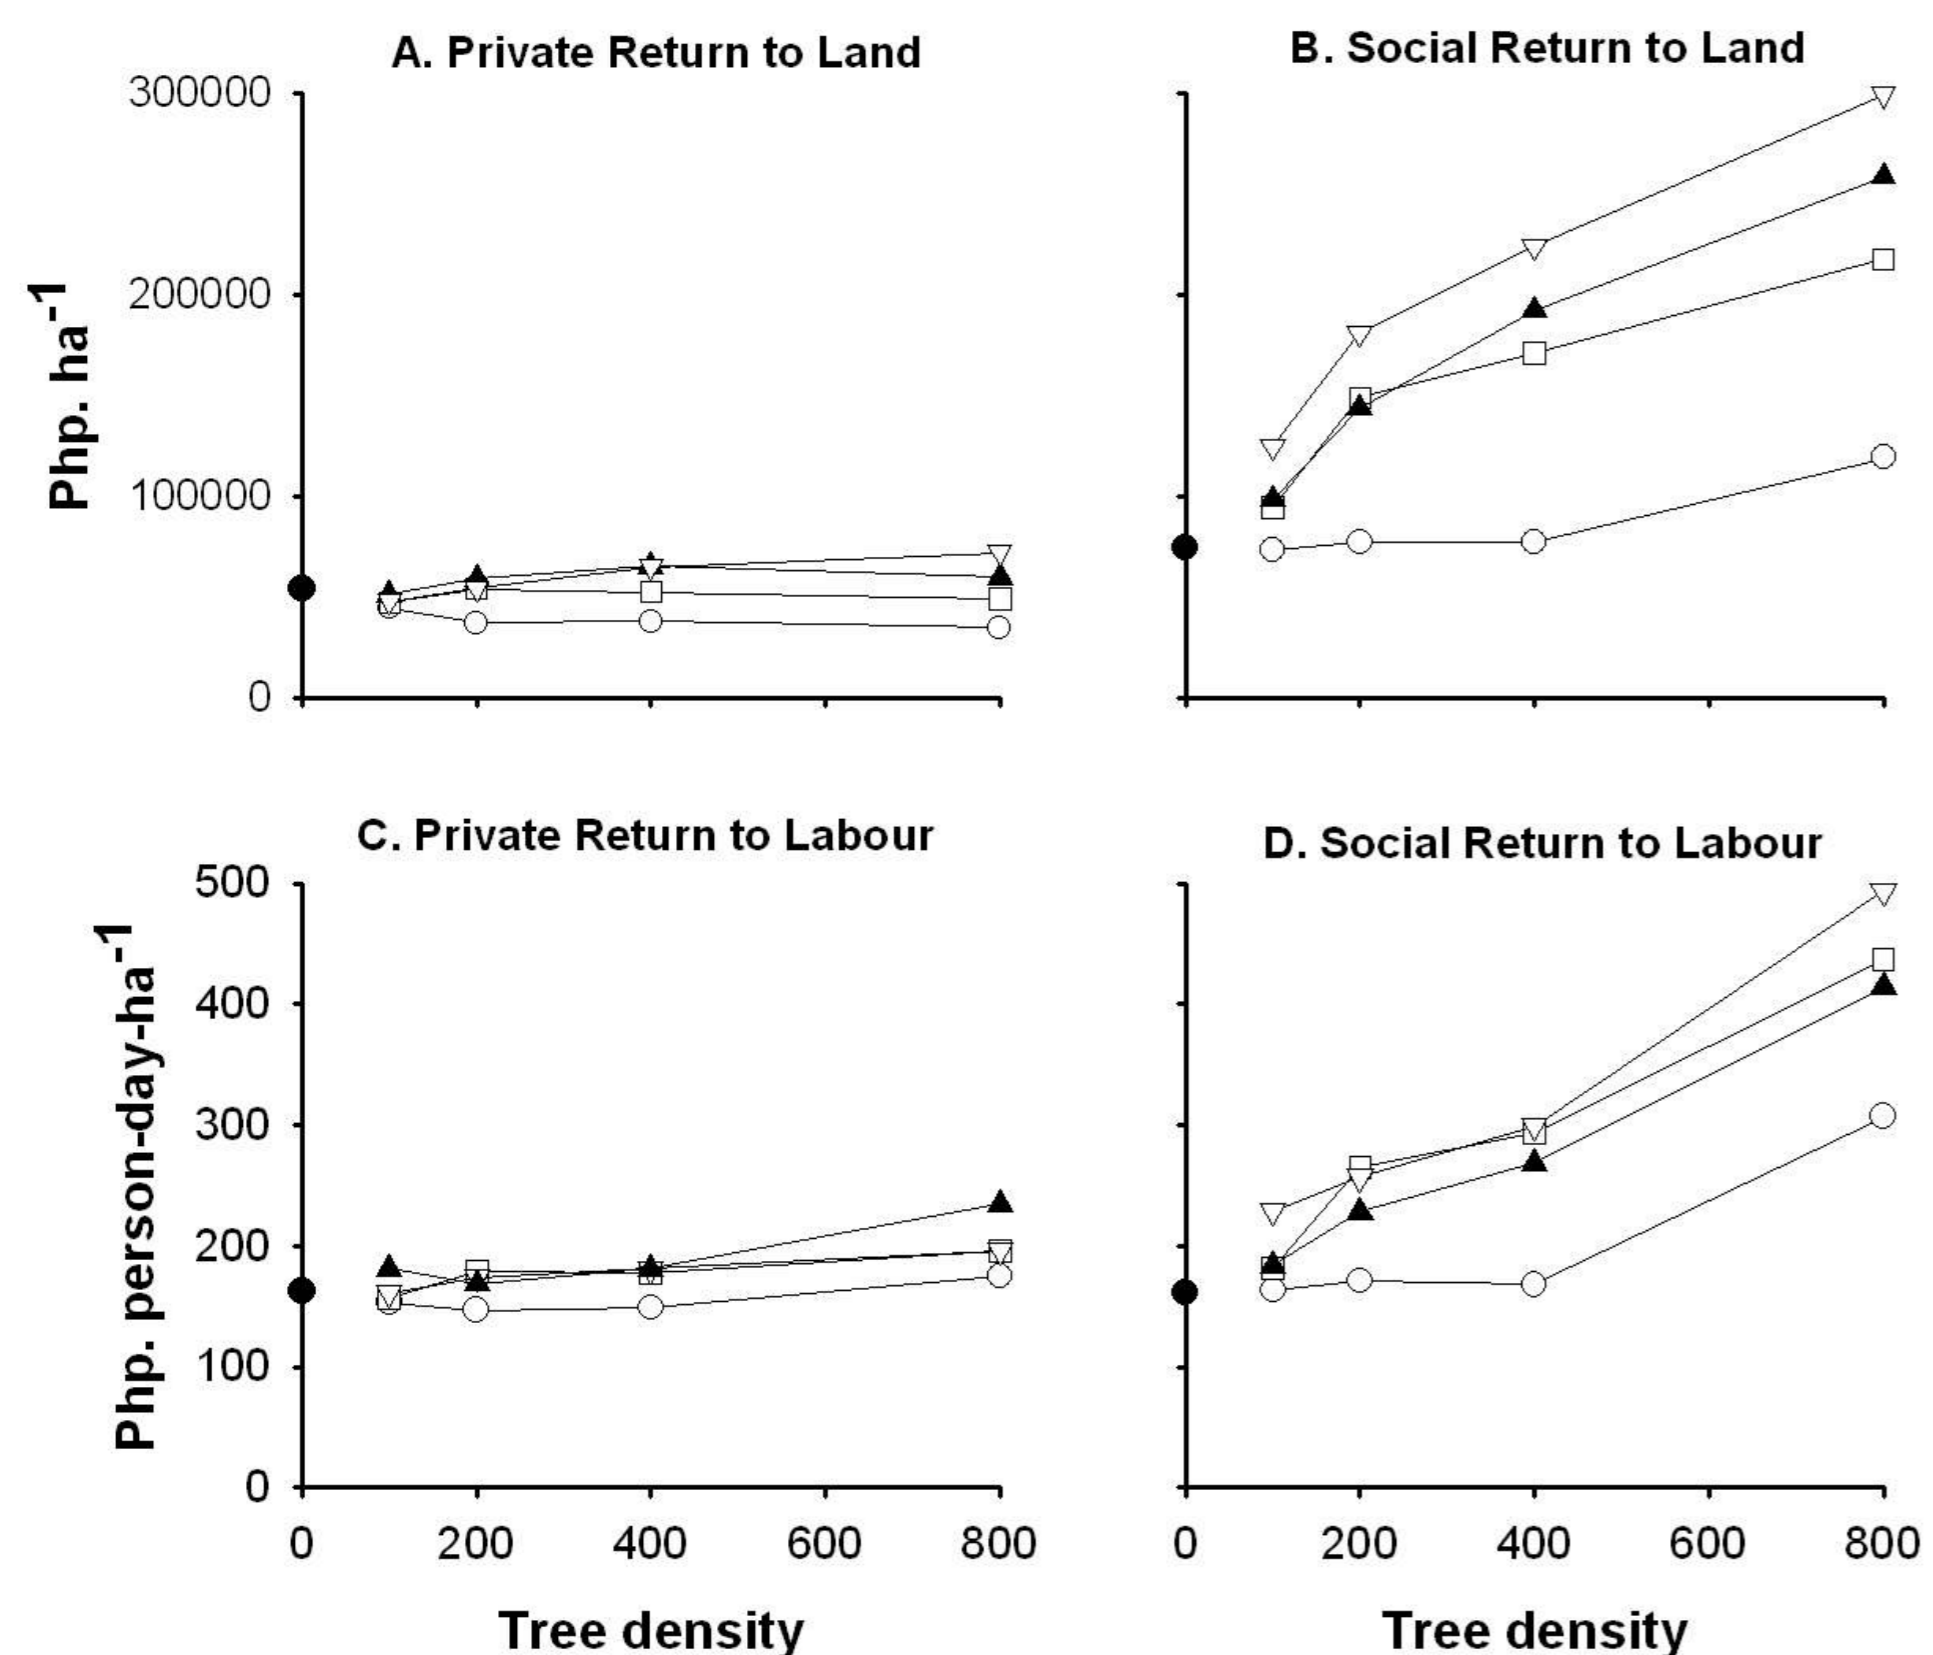 A. Private Return to Land
B. Social Return to Land
300000
200000
100000
0
Php. ha-1
C. Private Return to Labour
D. Social Return to Labour
500
400
300
200
100
0
Php. person-day-ha-1
0 200 400 600 800
0 200 400 600 800
Tree density
Tree density